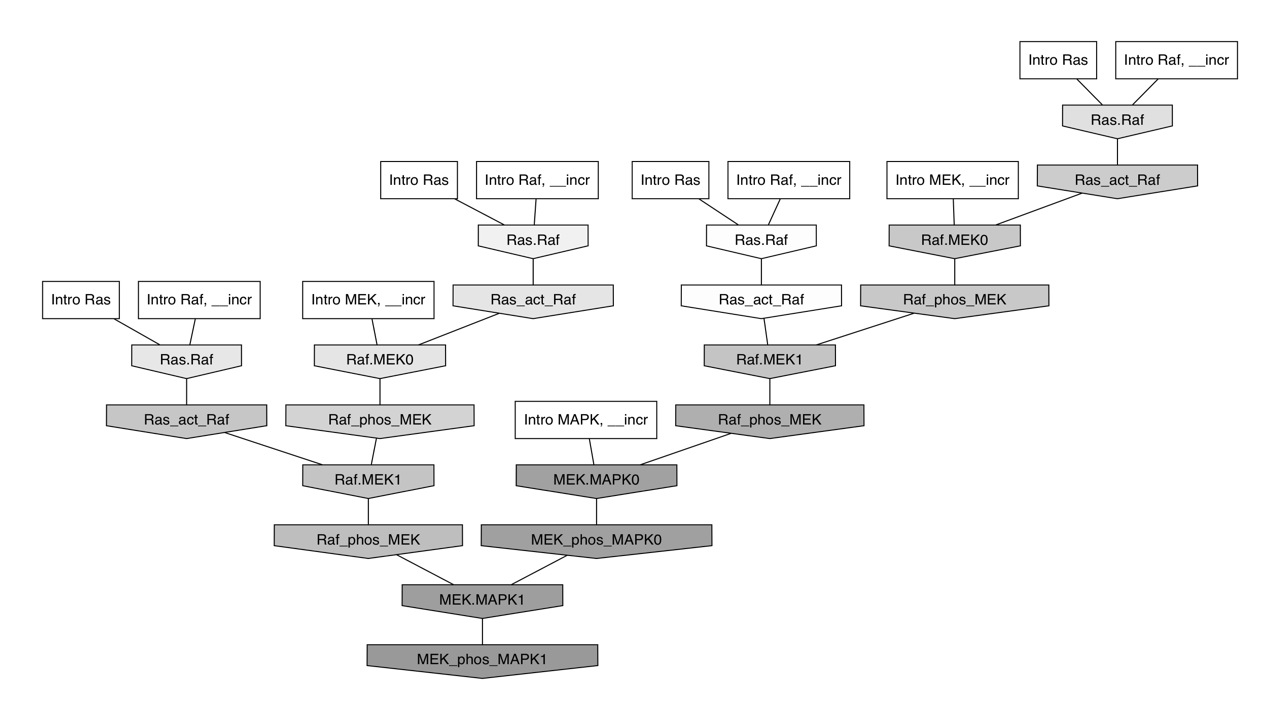 Intro Ras
Intro Raf, __incr
Ras.Raf
Intro Ras
Intro Raf, __incr
Intro Ras
Intro Raf, __incr
Intro MEK, __incr
Ras_act_Raf
Ras.Raf
Ras.Raf
Raf.MEK0
Intro Ras
Intro Raf, __incr
Intro MEK, __incr
Ras_act_Raf
Ras_act_Raf
Raf_phos_MEK
Ras.Raf
Raf.MEK0
Raf.MEK1
Ras_act_Raf
Raf_phos_MEK
Intro MAPK, __incr
Raf_phos_MEK
Raf.MEK1
MEK.MAPK0
Raf_phos_MEK
MEK_phos_MAPK0
MEK.MAPK1
MEK_phos_MAPK1